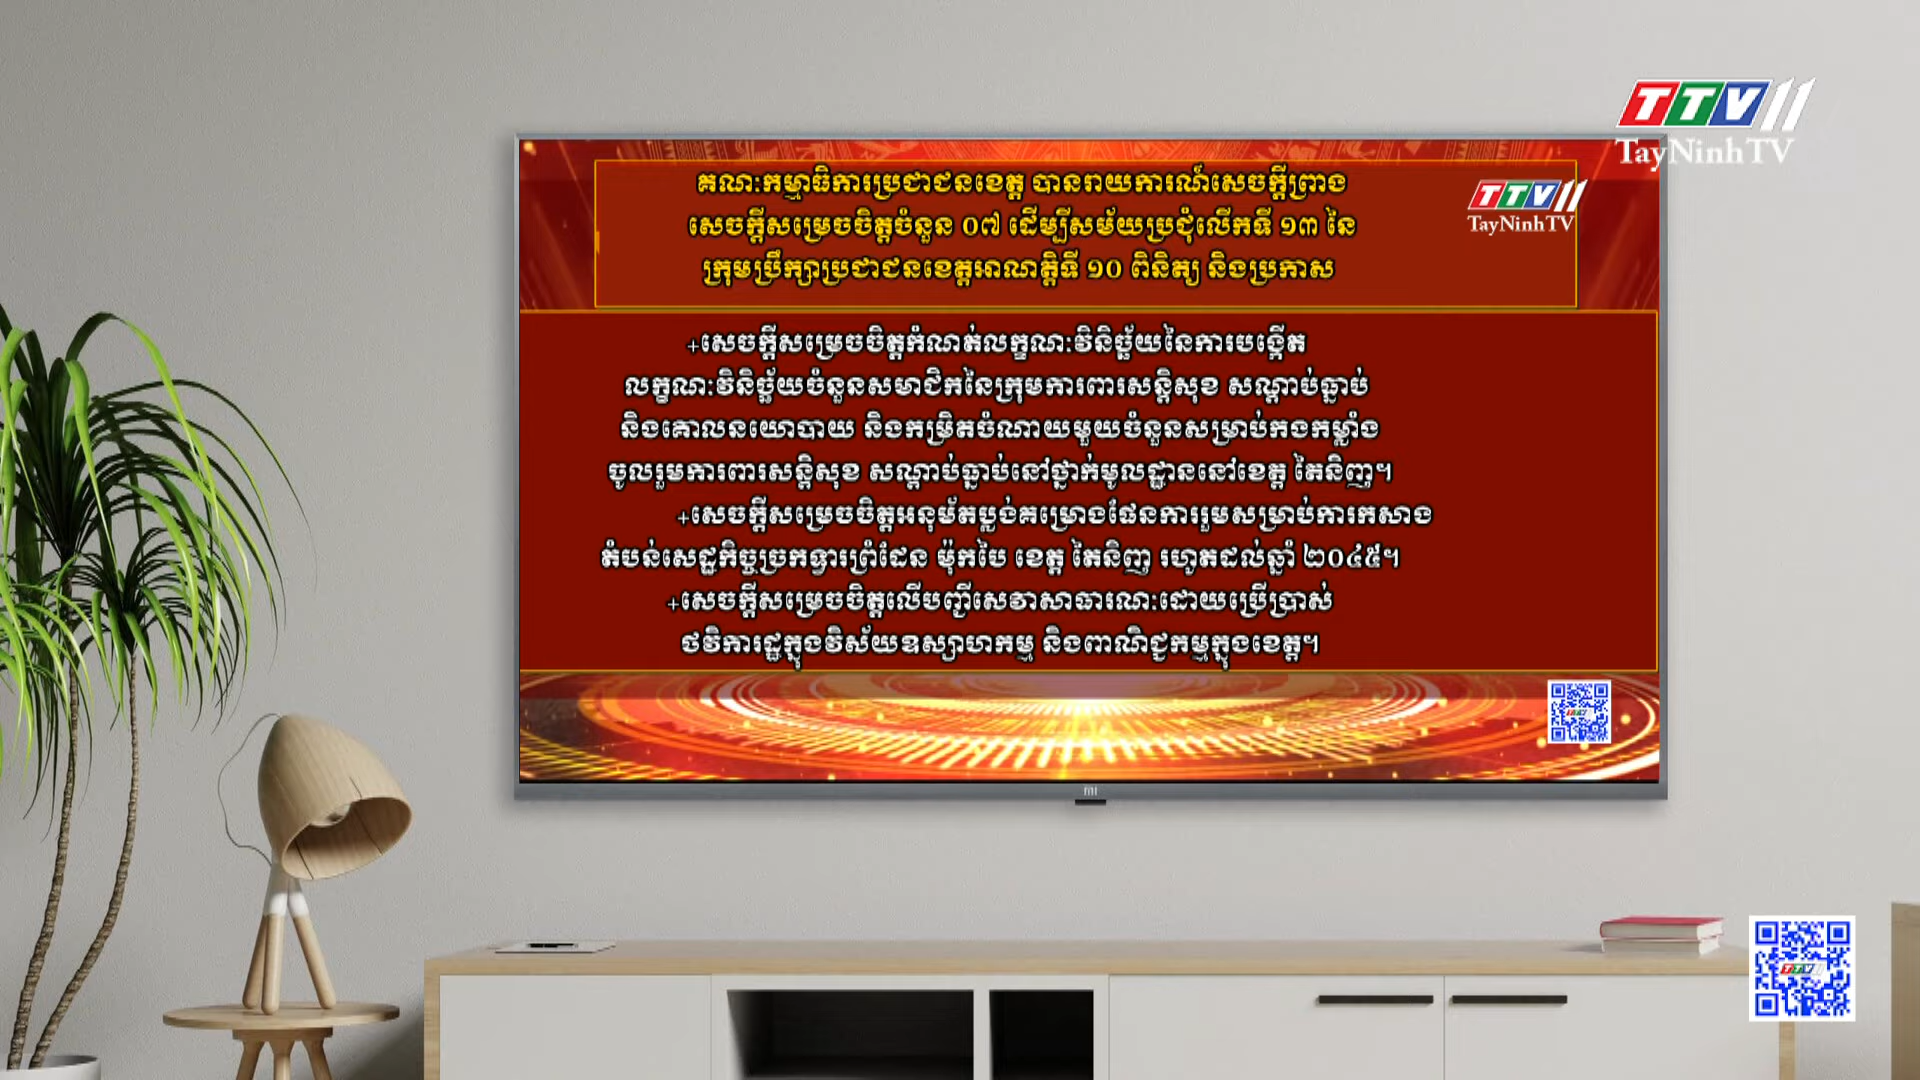 TTV11
TayNinhTV
គណៈកម្មាធិការប្រជាជនខេត្ត បានរាយការណ៍សេចក្តីព្រាង
TTV11
សេចក្តីសម្រេចចិត្តចំនួន ០៧ ដើម្បីសម័យប្រជុំលើកទី ១៣ នៃ
TayNinhTV
ក្រុមប្រឹក្សាប្រជាជនខេត្តអាណត្តិទី ១០ ពិនិត្យ និងប្រកាស
+សេចក្តីសម្រេចចិត្តកំណត់លក្ខណៈវិនិច្ឆ័យនៃការបង្កើត
លក្ខណៈវិនិច្ឆ័យចំនួនសមាជិកនៃក្រុមការពារសន្តិសុខ សណ្តាប់ធ្នាប់
និងគោលនយោបាយ និងកម្រិតចំណាយមួយចំនួនសម្រាប់កងកម្លាំង
ចូលរួមការពារសន្តិសុខ សណ្តាប់ធ្នាប់នៅថ្នាក់មូលដ្ឋាននៅខេត្ត តៃនិញ។
+សេចក្តីសម្រេចចិត្តអនុម័តប្លង់គម្រោងផែនការរួមសម្រាប់ការកសាង
តំបន់សេដ្ឋកិច្ចច្រកទ្វារព្រំដែន ម៉ុកបៃ ខេត្ត តៃនិញ រហូតដល់ឆ្នាំ ២០៤៥។
+សេចក្តីសម្រេចចិត្តលើបញ្ជីសេវាសាធារណៈដោយប្រើប្រាស់
ថវិការដ្ឋក្នុងវិស័យឧស្សាហកម្ម និងពាណិជ្ជកម្មក្នុងខេត្ត។
mi
TTV11